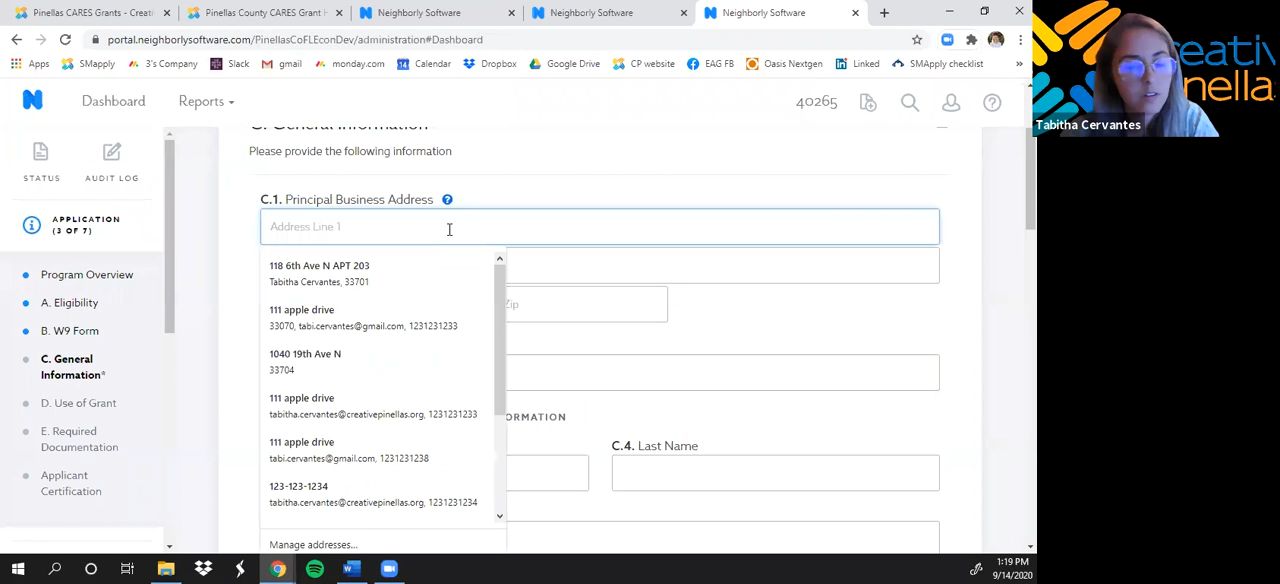 Pinellas CARES Grants - Creati
Pinellas County CARES Grant
Neighborly Software
Neighborly Software
Neighborly Software
portal.neighborlysoftware.com/PinellasCoFLEconDev/administration#Dashboard
Apps
SMapply
3's Company
Slack
gmail
monday.com
Calendar
Dropbox
Google Drive
CP website
EAG FB
Oasis Nextgen
Linked
SMApply checklist
Dashboard
Reports
40265
STATUS
AUDIT LOG
APPLICATION
(3 OF 7)
Program Overview
A. Eligibility
B. W9 Form
C. General
Information*
D. Use of Grant
E. Required
Documentation
Applicant
Certification
C. General Information
Please provide the following information
C.1. Principal Business Address
Address Line 1
118 6th Ave N APT 203
Tabitha Cervantes, 33701
111 apple drive
33070, tabi.cervantes@gmail.com, 1231231233
1040 19th Ave N
33704
111 apple drive
tabitha.cervantes@creativepinellas.org, 1231231233
111 apple drive
tabi.cervantes@gmail.com, 1231231238
123-123-1234
tabitha.cervantes@creativepinellas.org, 1231231234
Manage addresses...
Zip
ORMATION
C.4. Last Name
reativ
inella
Tabitha Cervantes
1:19 PM
9/14/2020